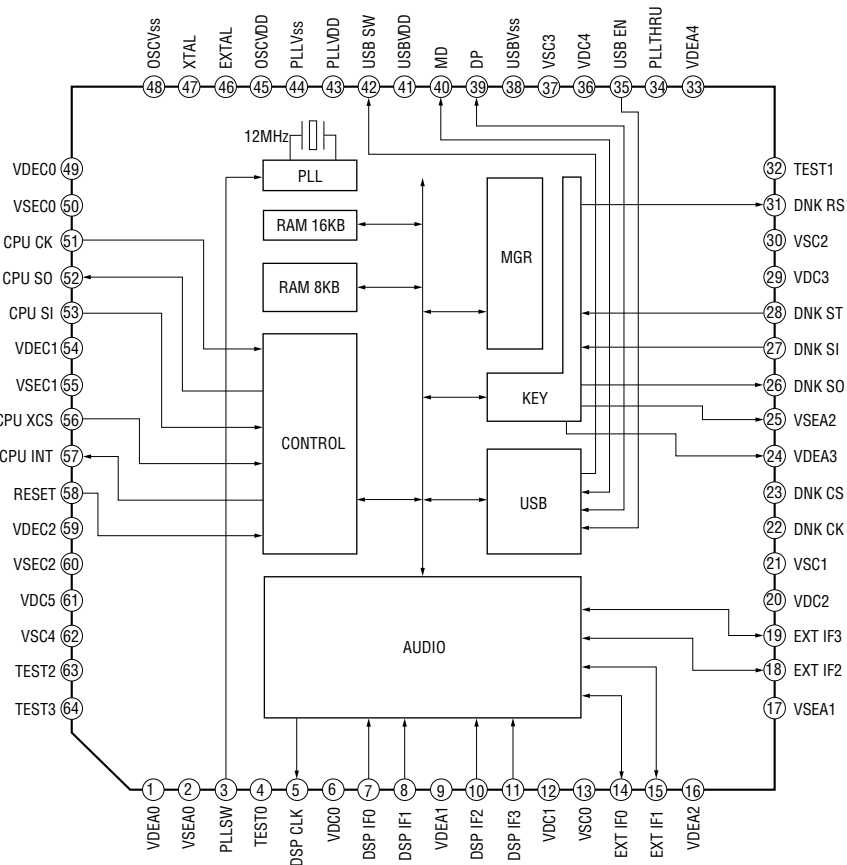 OSCVss
XTAL
EXTAL
OSCVDD
PLLVss
PLLVDD
USB SW
USBVDD
MD
DP
USBVss
VSC3
VDC4
USB EN
PLLTHRU
VDEA4
48 47 46 45 44 43 42 41 40 39 38 37 36 35 34 33
12MHz
PLL
RAM 16KB
RAM 8KB
CONTROL
MGR
KEY
USB
AUDIO
VDEC0 49
VSEC0 50
CPU CK 51
CPU SO 52
CPU SI 53
VDEC1 54
VSEC1 55
CPU XCS 56
CPU INT 57
RESET 58
VDEC2 59
VSEC2 60
VDC5 61
VSC4 62
TEST2 63
TEST3 64
32 TEST1
31 DNK RS
30 VSC2
29 VDC3
28 DNK ST
27 DNK SI
26 DNK SO
25 VSEA2
24 VDEA3
23 DNK CS
22 DNK CK
21 VSC1
20 VDC2
19 EXT IF3
18 EXT IF2
17 VSEA1
1 2 3 4 5 6 7 8 9 10 11 12 13 14 15 16
VDEA0
VSEA0
PLLSW
TEST0
DSP CLK
VDC0
DSP IF0
DSP IF1
VDEA1
DSP IF2
DSP IF3
VDC1
VSC0
EXT IF0
EXT IF1
VDEA2